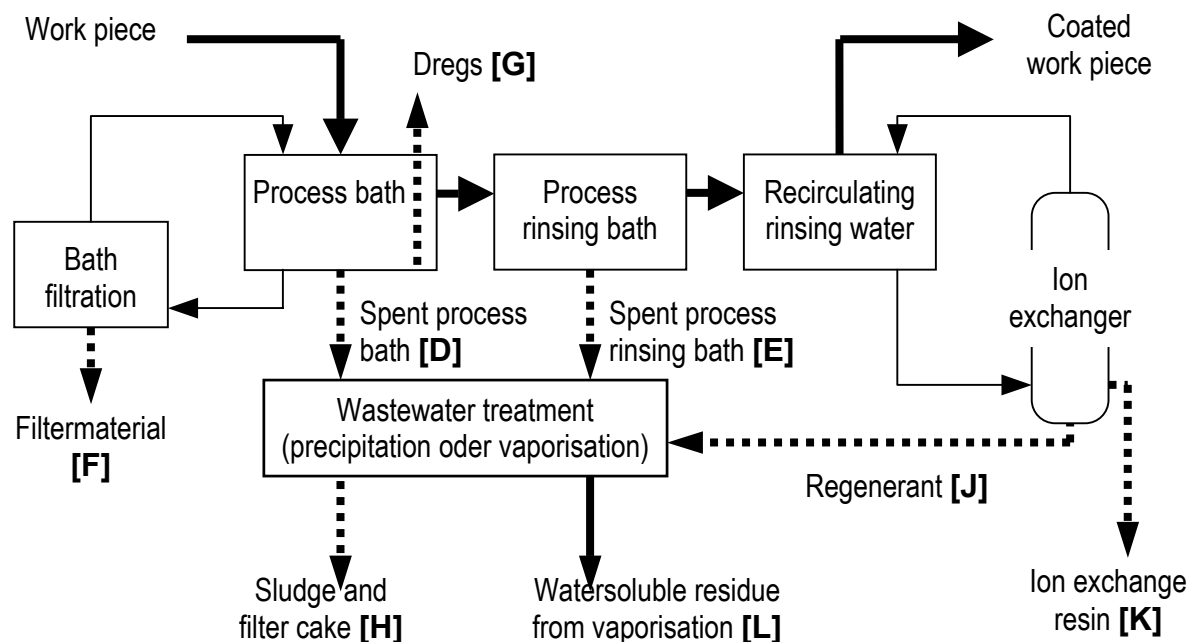 Work piece
Dregs [G]
Coated
work piece
Process bath
Process
rinsing bath
Recirculating
rinsing water
Bath
filtration
Ion
exchanger
Spent process
bath [D]
Spent process
rinsing bath [E]
Filtermaterial
[F]
Wastewater treatment
(precipitation oder vaporisation)
Regenerant [J]
Sludge and
filter cake [H]
Watersoluble residue
from vaporisation [L]
Ion exchange
resin [K]